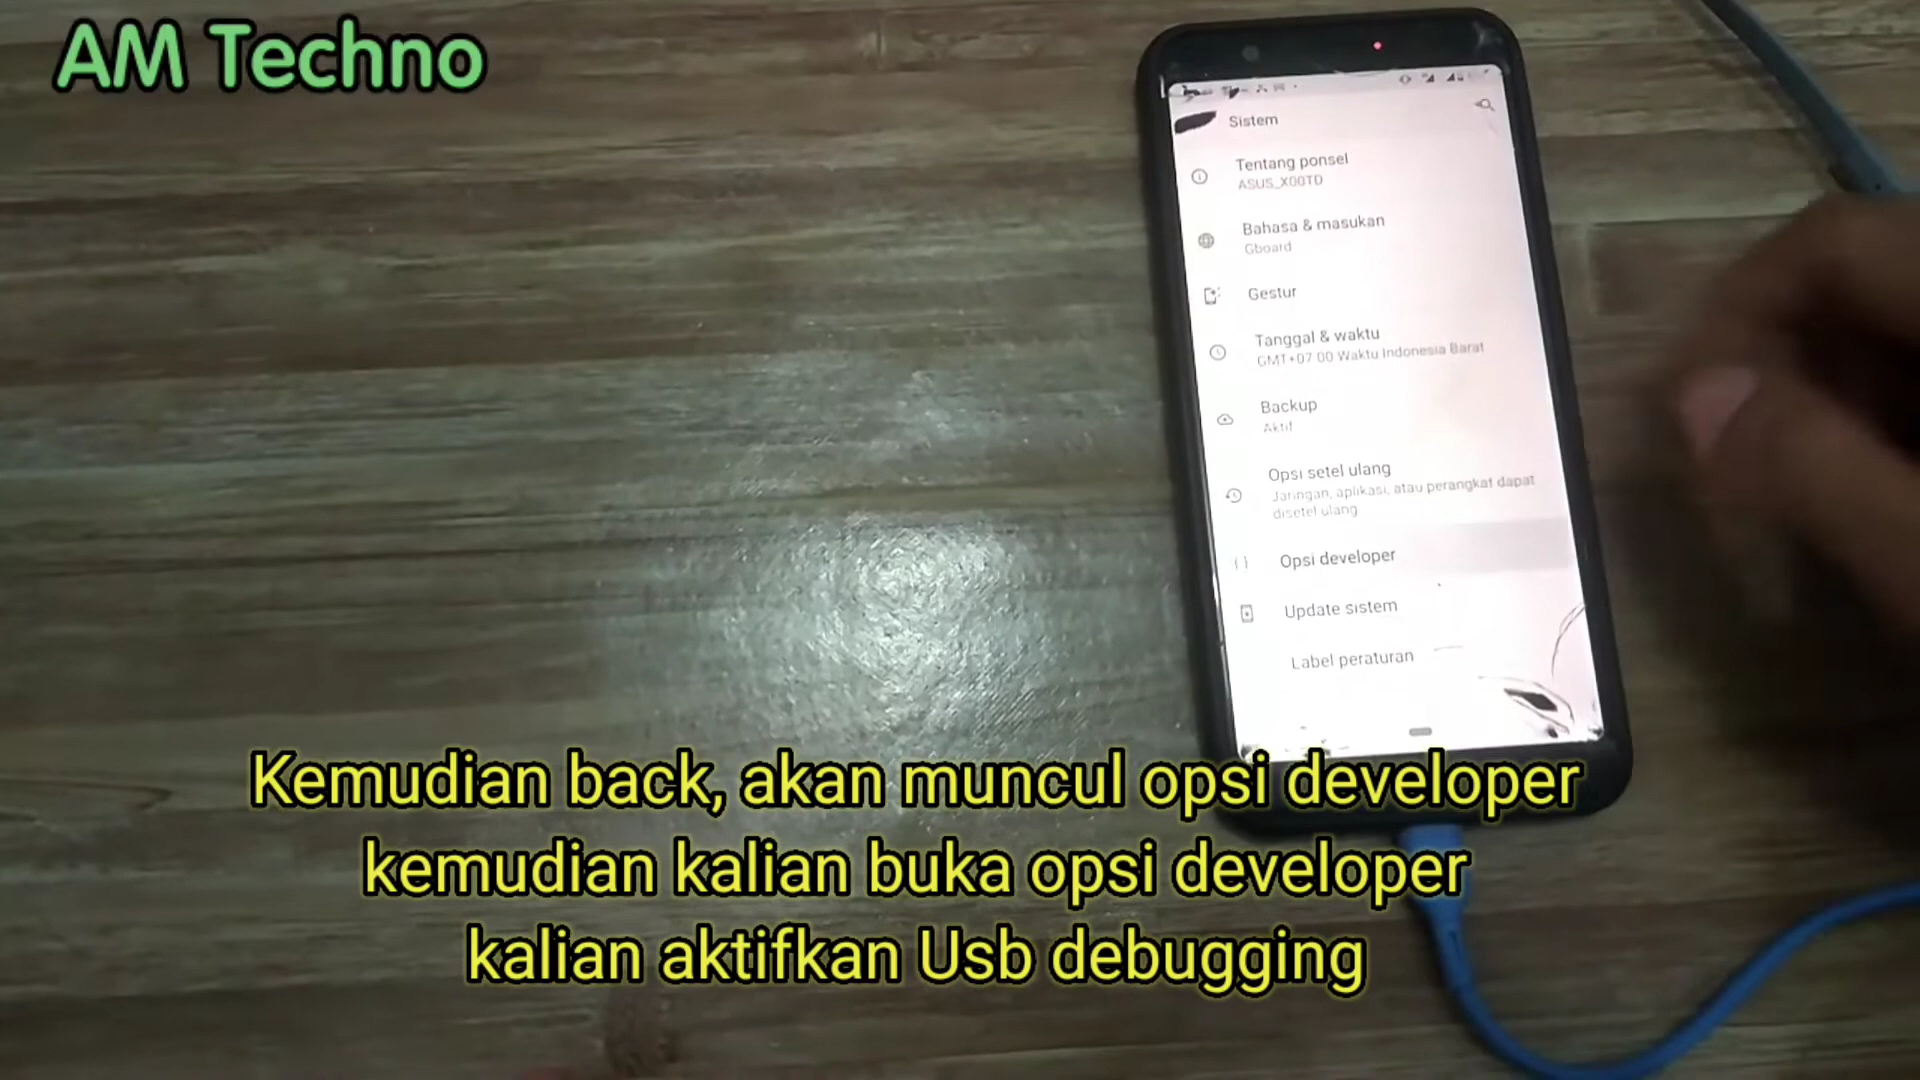 AM Techno
Sistem
Tentang ponsel
ASUS_X00TD
Bahasa & masukan
Gboard
Gestur
Tanggal & waktu
GMT+07 00 Waktu Indonesia Barat
Backup
Aktif
Opsi setel ulang
Jaringan, aplikasi, atau perangkat dapat
disetel ulang
Opsi developer
Update sistem
Label peraturan
Kemudian back, akan muncul opsi developer
kemudian kalian buka opsi developer
kalian aktifkan Usb debugging